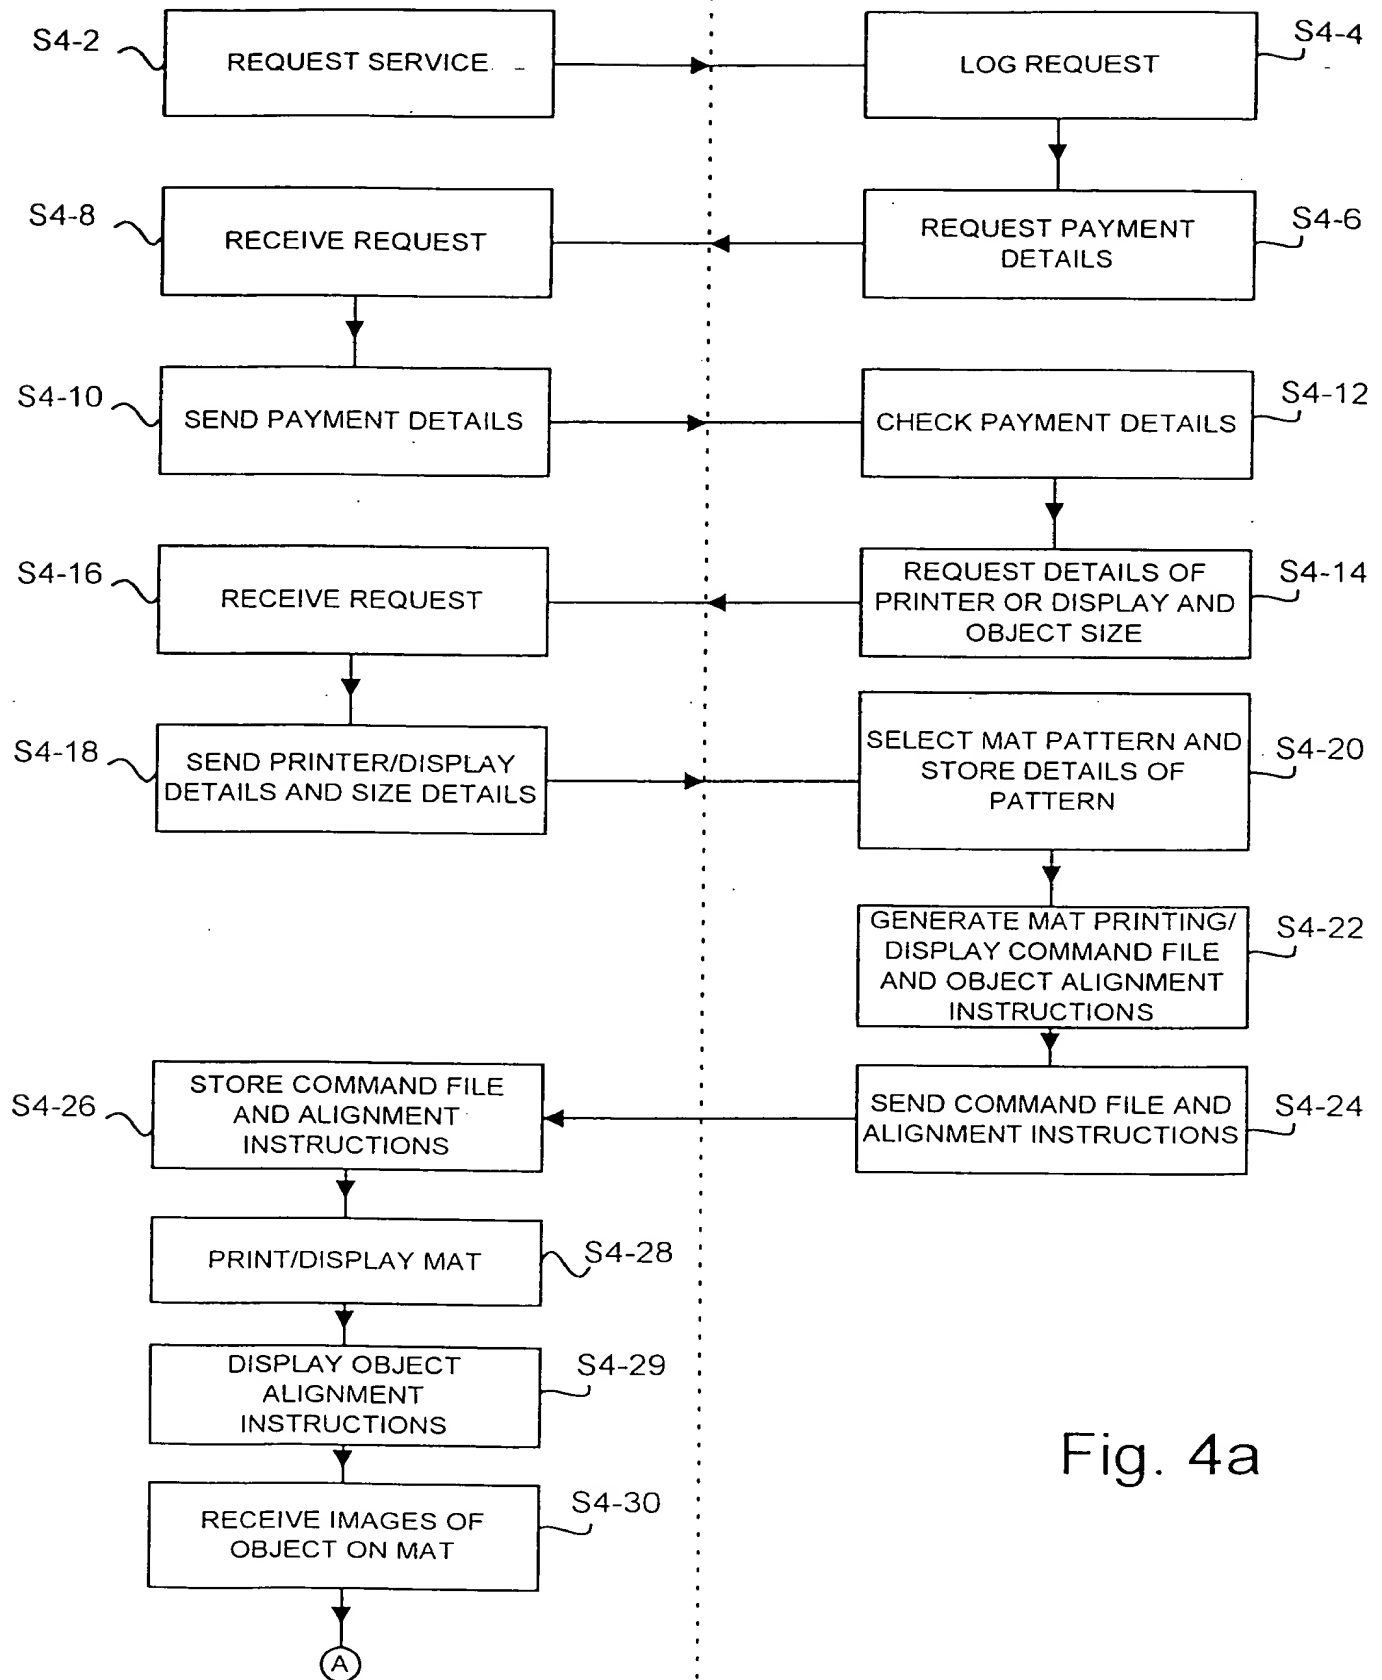 S4-2
REQUEST SERVICE
LOG REQUEST
S4-4
S4-8
RECEIVE REQUEST
REQUEST PAYMENT
DETAILS
S4-6
S4-10
SEND PAYMENT DETAILS
CHECK PAYMENT DETAILS
S4-12
S4-16
RECEIVE REQUEST
REQUEST DETAILS OF
PRINTER OR DISPLAY AND
OBJECT SIZE
S4-14
S4-18
SEND PRINTER/DISPLAY
DETAILS AND SIZE DETAILS
SELECT MAT PATTERN AND
STORE DETAILS OF
PATTERN
S4-20
GENERATE MAT PRINTING/
DISPLAY COMMAND FILE
AND OBJECT ALIGNMENT
INSTRUCTIONS
S4-22
S4-26
STORE COMMAND FILE
AND ALIGNMENT
INSTRUCTIONS
SEND COMMAND FILE AND
ALIGNMENT INSTRUCTIONS
S4-24
PRINT/DISPLAY MAT
S4-28
DISPLAY OBJECT
ALIGNMENT
INSTRUCTIONS
S4-29
RECEIVE IMAGES OF
OBJECT ON MAT
S4-30
A
Fig. 4a